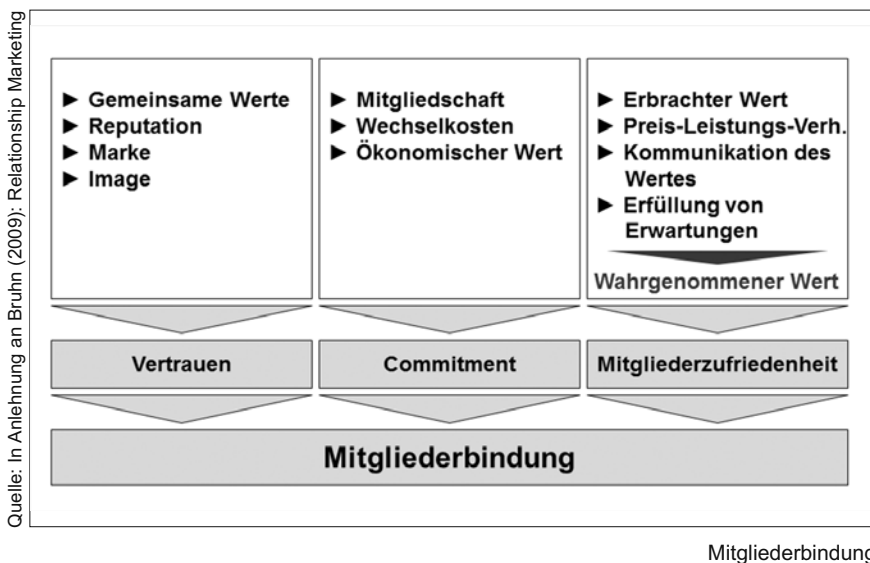 Quelle: In Anlehnung an Bruhn (2009): Relationship Marketing
► Gemeinsame Werte
► Reputation
► Marke
► Image
► Mitgliedschaft
► Wechselkosten
► Ökonomischer Wert
► Erbrachter Wert
► Preis-Leistungs-Verh.
► Kommunikation des
Wertes
► Erfüllung von
Erwartungen
Wahrgenommener Wert
Vertrauen
Commitment
Mitgliederzufriedenheit
Mitgliederbindung
Mitgliederbindung